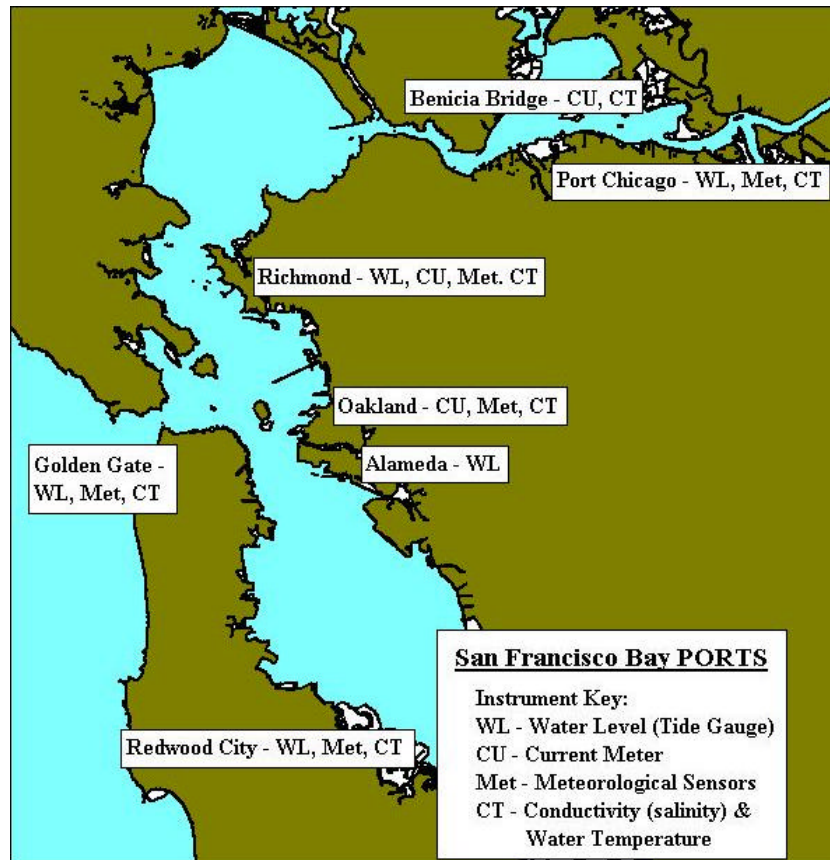 Benicia Bridge - CU, CT
Port Chicago - WL, Met, CT
Richmond - WL, CU, Met. CT
Oakland - CU, Met, CT
Golden Gate -
WL, Met, CT
Alameda - WL
Redwood City - WL, Met, CT
San Francisco Bay PORTS
Instrument Key:
WL - Water Level (Tide Gauge)
CU - Current Meter
Met - Meteorological Sensors
CT - Conductivity (salinity) &
Water Temperature